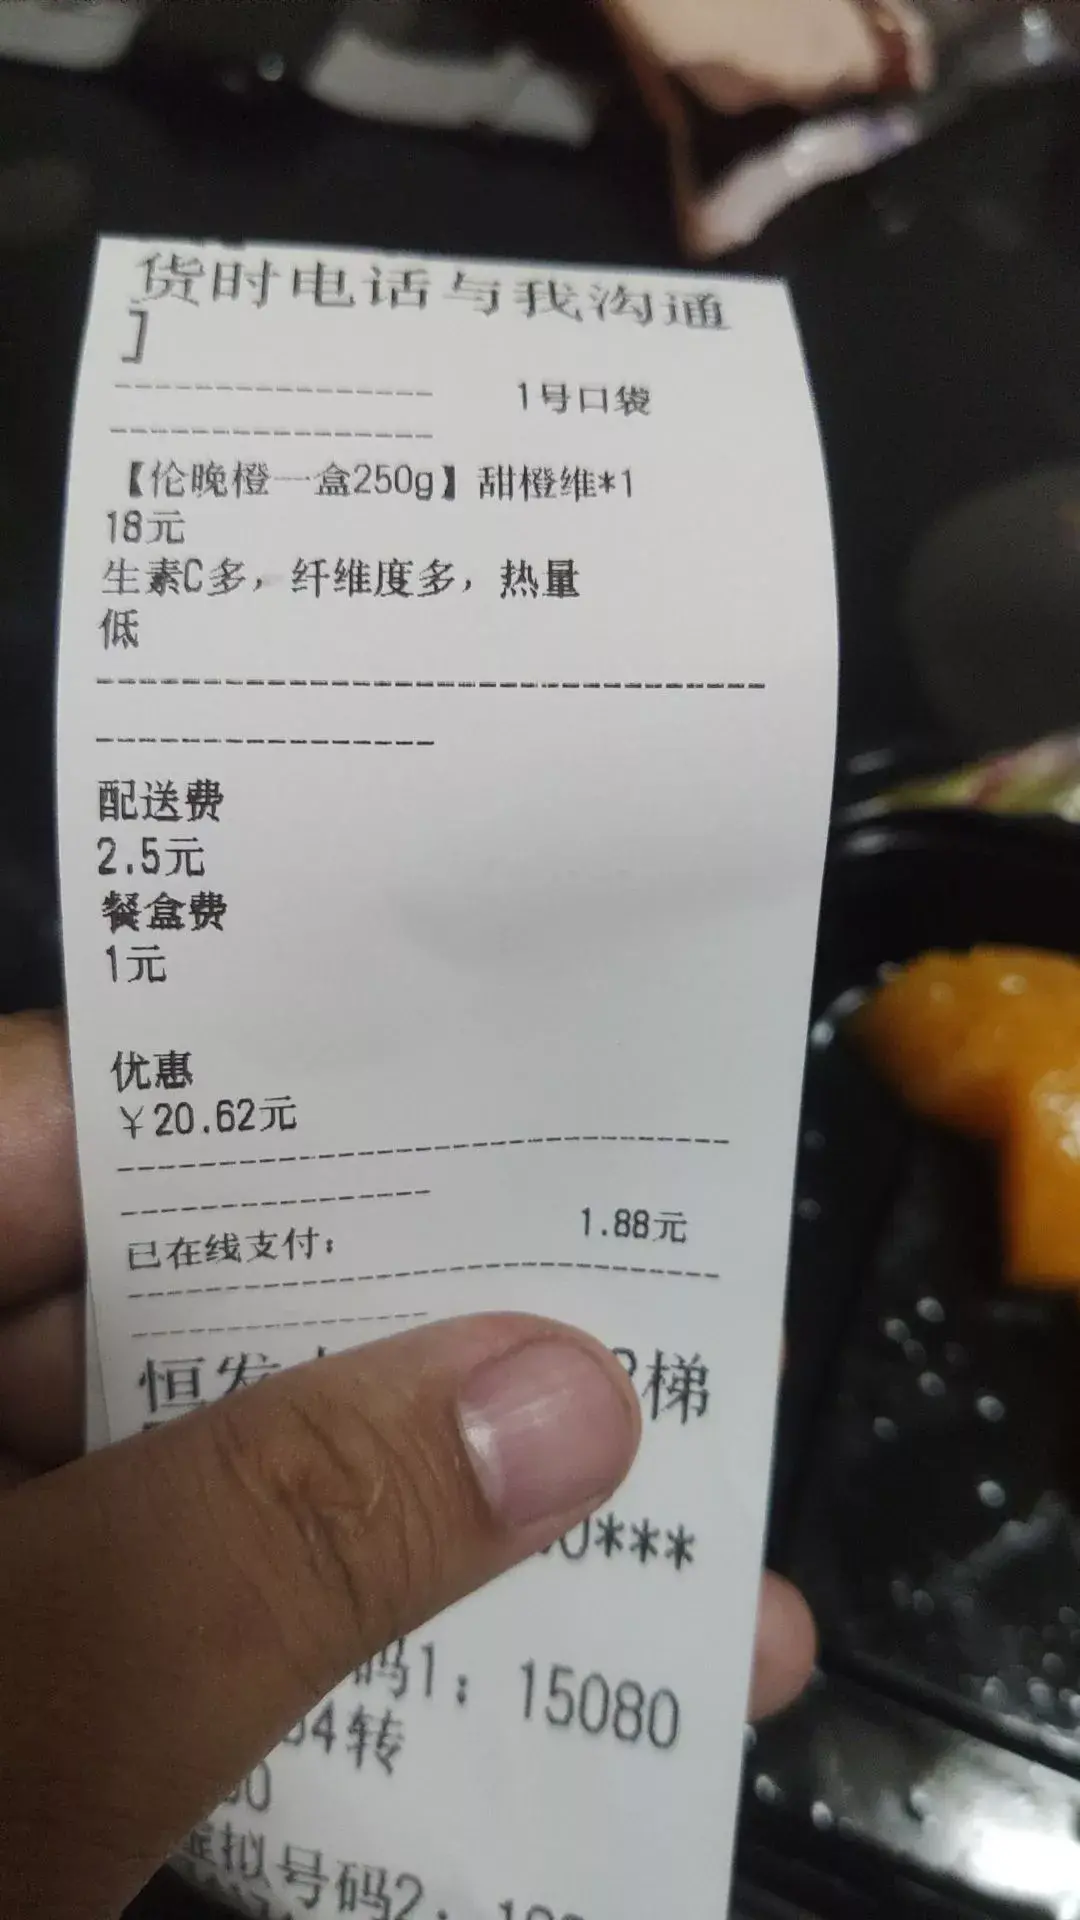 货时电话与我沟通
]
--------------- 1号口袋
---------------
【伦晚橙一盒250g】甜橙维*1
18元
生素C多，纤维度多，热量
低
--------------------------------
---------------
配送费
2.5元
餐盒费
1元
优惠
￥20.62元
--------------------------------
---------------
已在线支付： 1.88元
--------------------------------
---------------
恒发 梯
0***
码1：15080
04转
00
虚拟号码2：